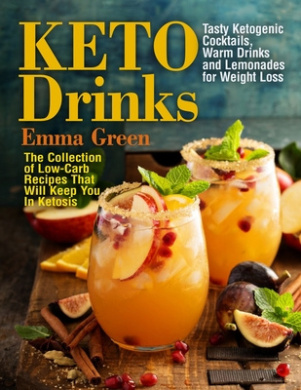 KETO
Drinks
Tasty Ketogenic
Cocktails,
Warm Drinks
and Lemonades
for Weight Loss
Emma Green
The Collection
of Low-Carb
Recipes That
Will Keep You
In Ketosis